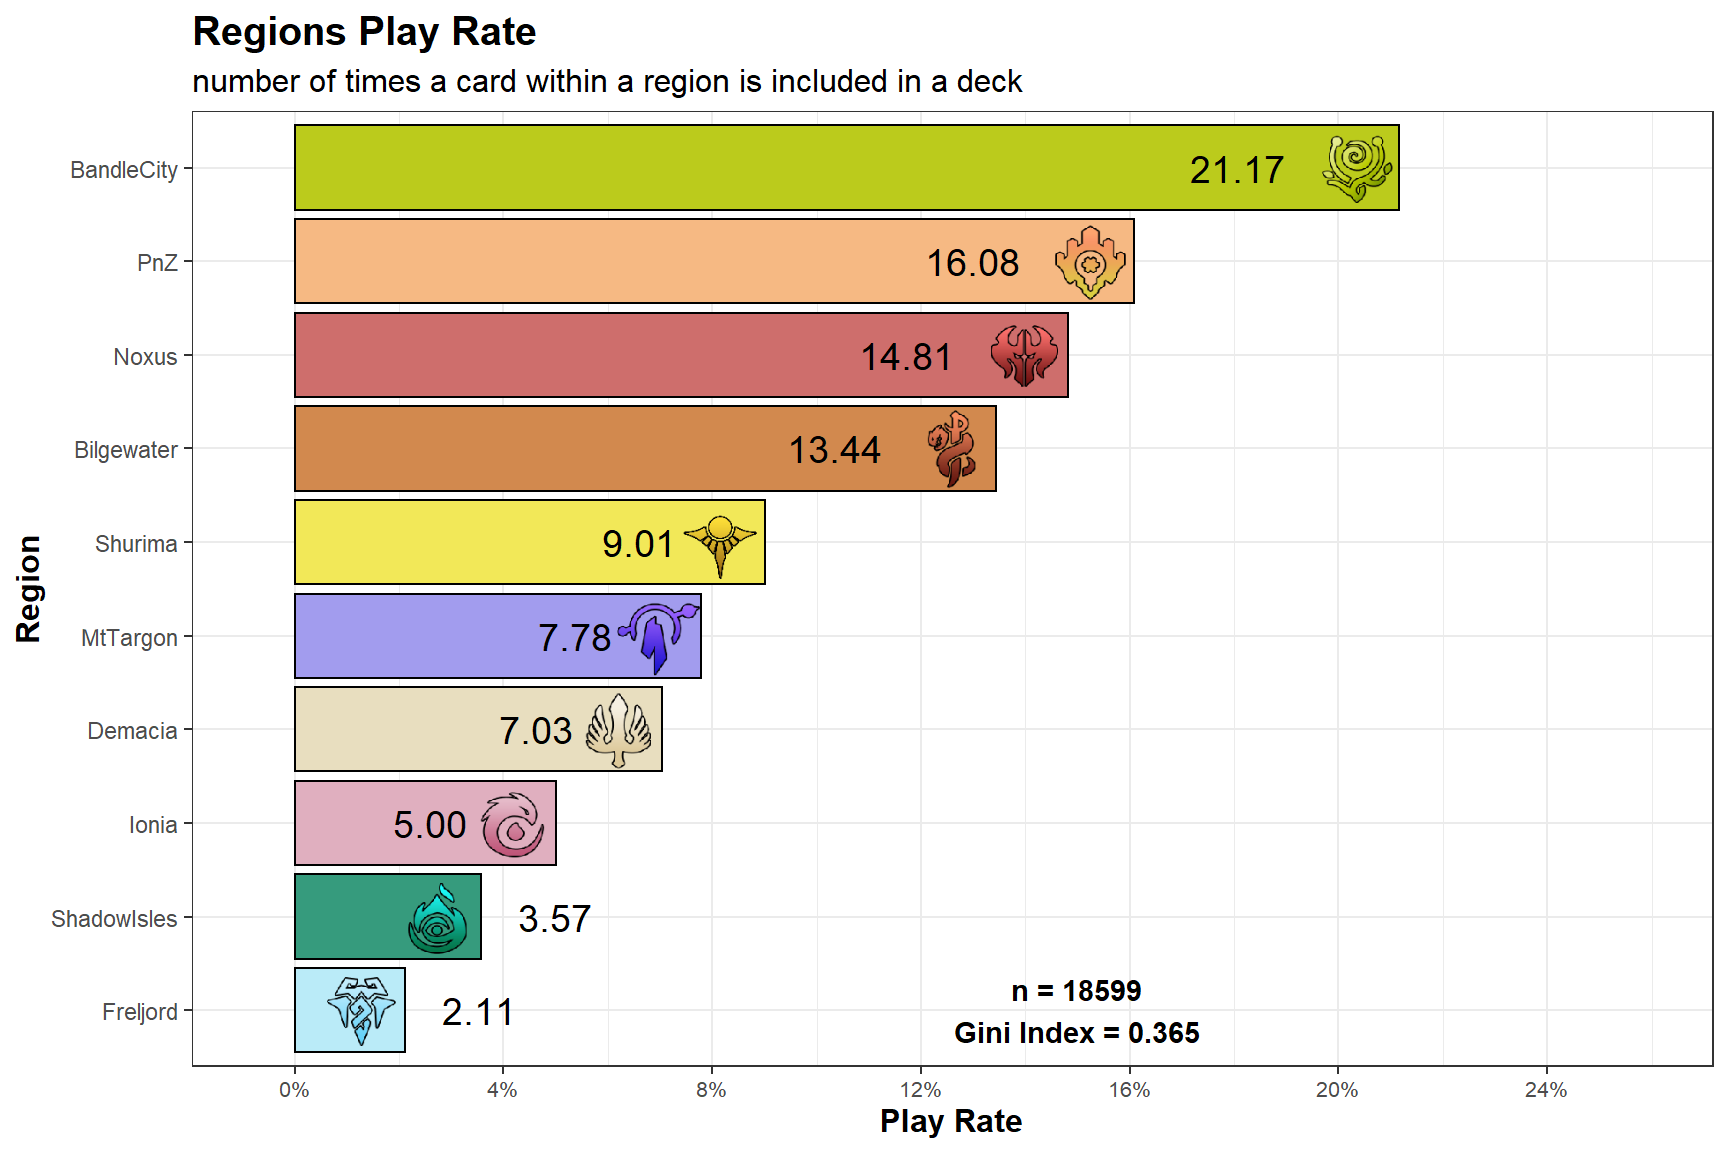 Regions Play Rate
number of times a card within a region is included in a deck
BandleCity
21.17
PnZ
16.08
Noxus
14.81
Bilgewater
13.44
Shurima
9.01
MtTargon
7.78
Demacia
7.03
Ionia
5.00
ShadowIsles
3.57
Freljord
2.11
n = 18599
Gini Index = 0.365
0%
4%
8%
12%
16%
20%
24%
Play Rate
Region